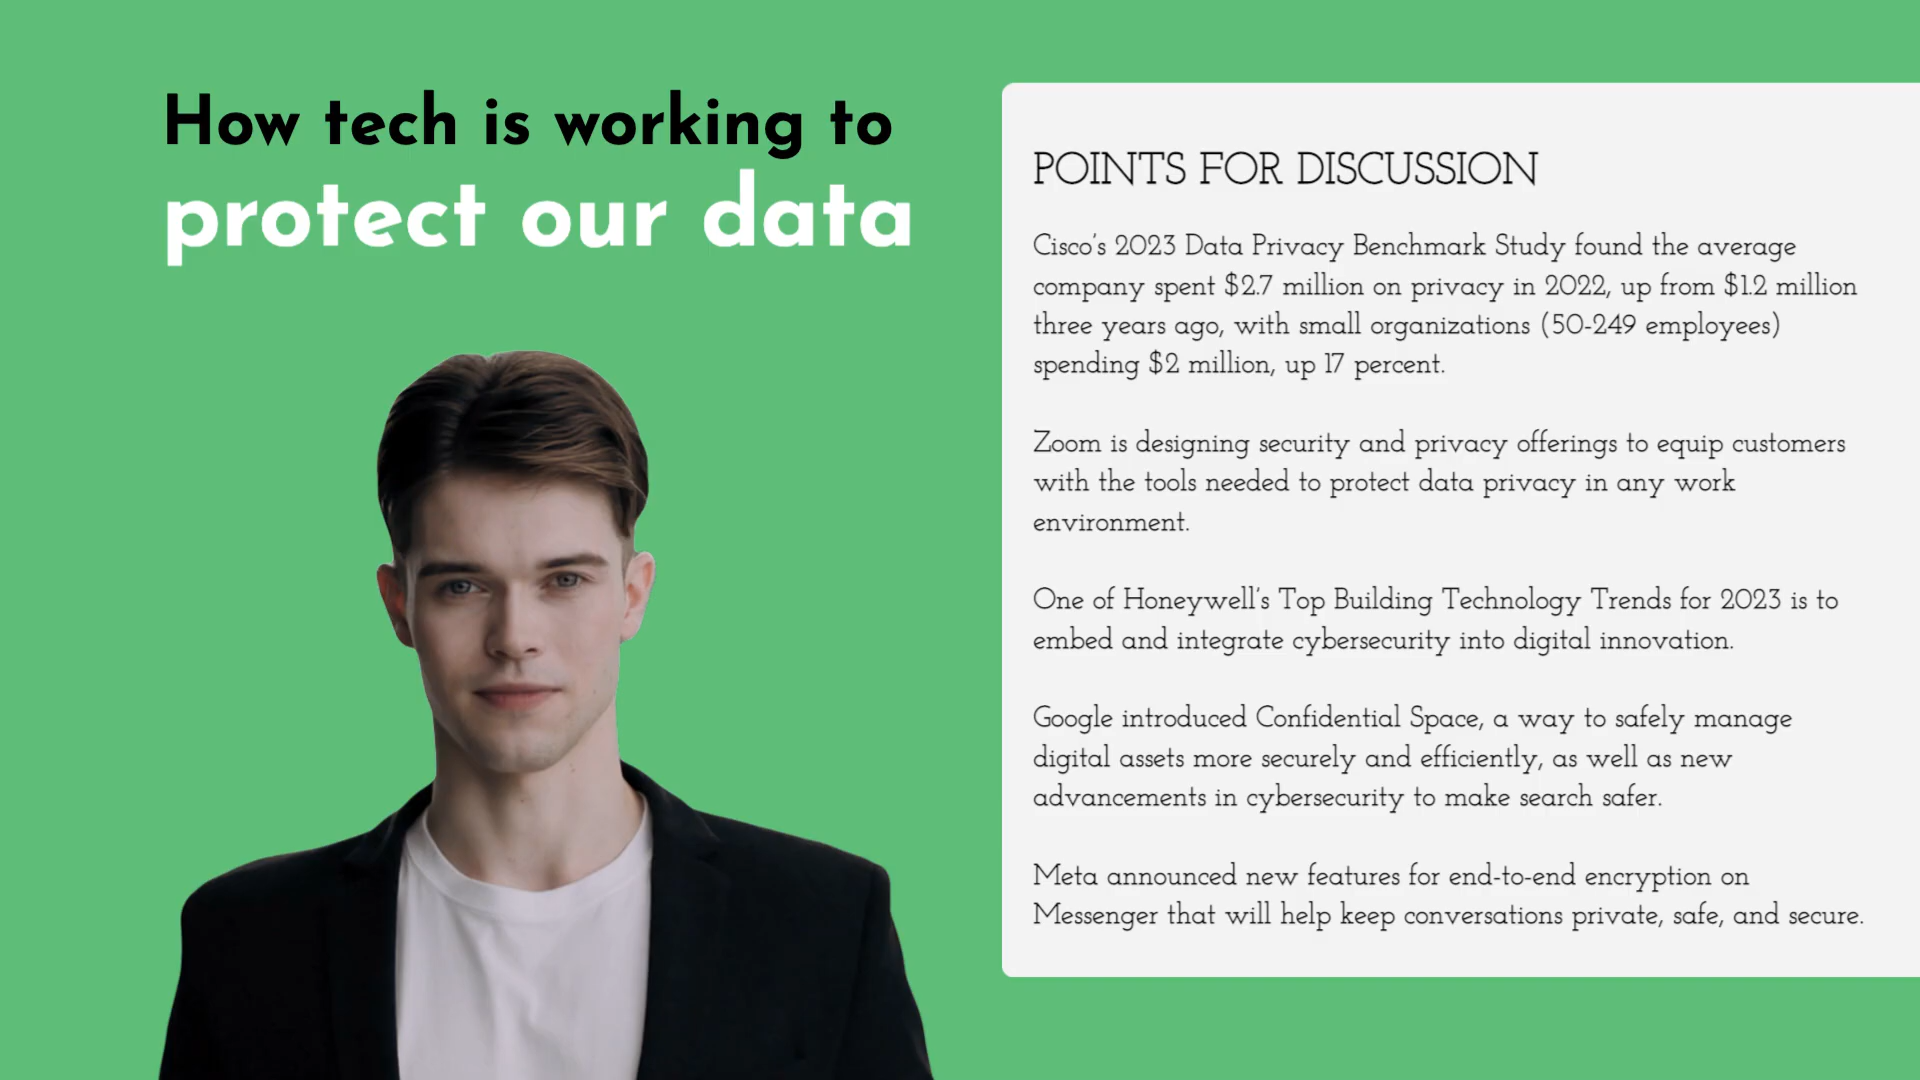 How tech is working to
protect our data
POINTS FOR DISCUSSION
Cisco's 2023 Data Privacy Benchmark Study found the average
company spent $2.7 million on privacy in 2022, up from $1.2 million
three years ago, with small organizations (50-249 employees)
spending $2 million, up 17 percent.
Zoom is designing security and privacy offerings to equip customers
with the tools needed to protect data privacy in any work
environment.
One of Honeywell's Top Building Technology Trends for 2023 is to
embed and integrate cybersecurity into digital innovation.
Google introduced Confidential Space, a way to safely manage
digital assets more securely and efficiently, as well as new
advancements in cybersecurity to make search safer.
Meta announced new features for end-to-end encryption on
Messenger that will help keep conversations private, safe, and secure.